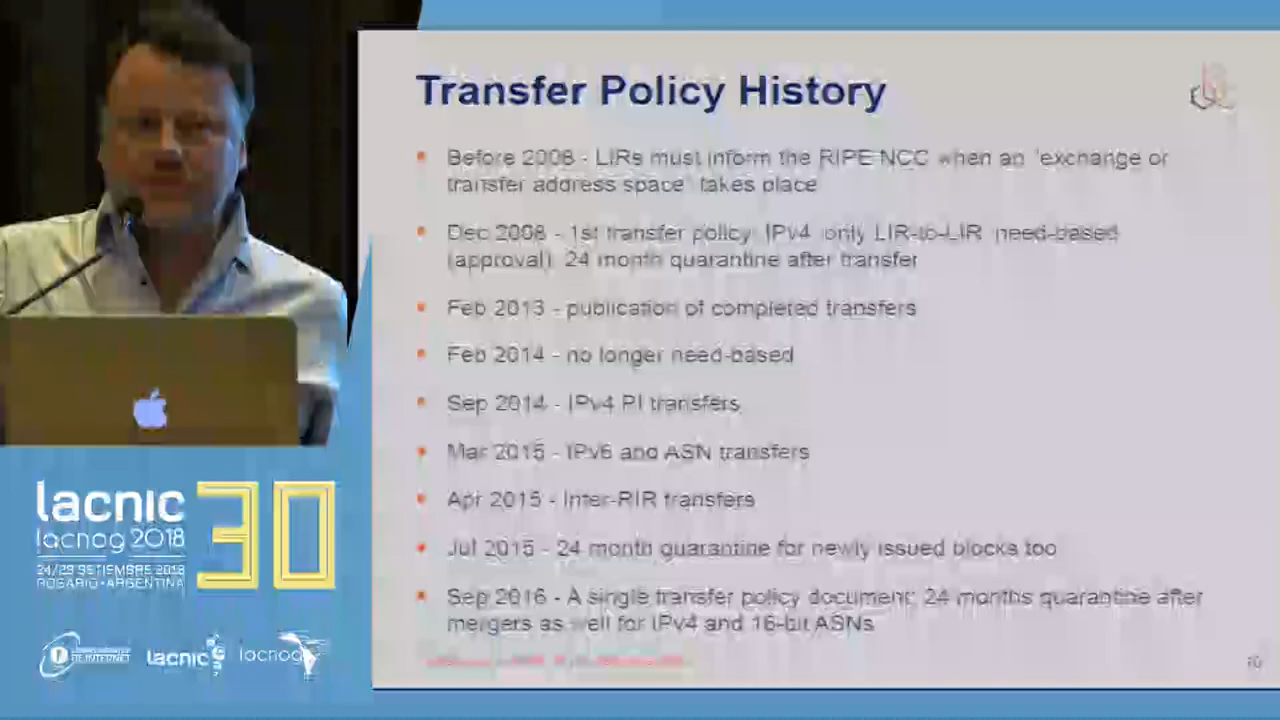 Transfer Policy History
Before 2008 - LIRs must inform the RIPE NCC when an "exchange or
transfer address space" takes place
Dec 2008 - 1st transfer policy: IPv4, only LIR-to-LIR, need-based
(approval), 24 month quarantine after transfer
Feb 2013 - publication of completed transfers
Feb 2014 - no longer need-based
Sep 2014 - IPv4 PI transfers
Mar 2015 - IPv6 and ASN transfers
Apr 2015 - Inter-RIR transfers
Jul 2015 - 24 month quarantine for newly issued blocks too
Sep 2016 - A single transfer policy document; 24 months quarantine after
mergers as well for IPv4 and 16-bit ASNs
lacnic 30
lacnog 2018
24/28 SETIEMBRE 2018
ROSARIO • ARGENTINA
DE INTERNET
lacnic
lacnog